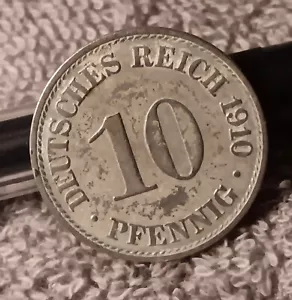 DEUTSCHES REICH 1910
10
· PFENNIG ·